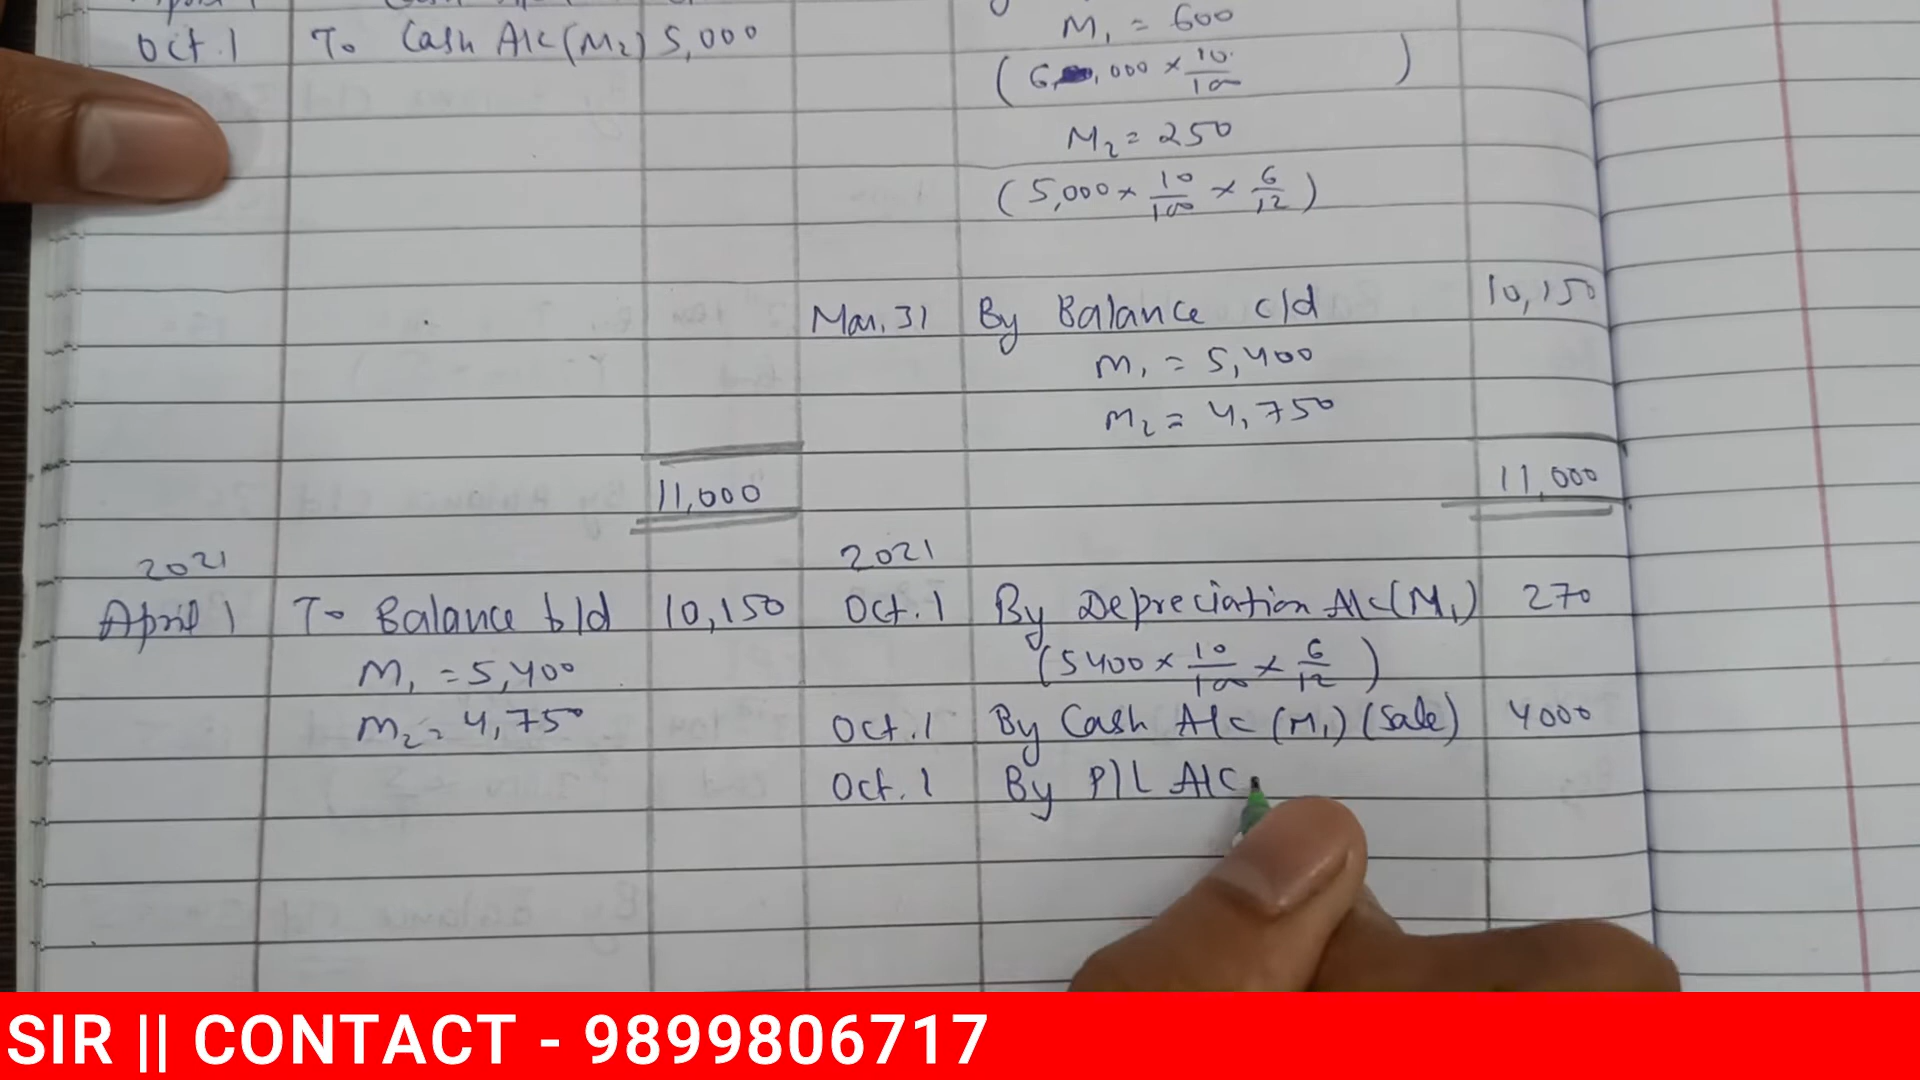 Oct.1 To Cash A/c (M2) 5,000
M1 = 600
(6,000 × 10/100)
M2 = 250
(5,000 × 10/100 × 6/12)
Mar. 31 By Balance c/d 10,150
M1 = 5,400
M2 = 4,750
11,000 11,000
2021 2021
April 1 To Balance b/d 10,150 Oct.1 By Depreciation A/c (M1) 270
M1 = 5,400 (5400 × 10/100 × 6/12)
M2 = 4,750 Oct.1 By Cash A/c (M1) (Sale) 4000
Oct.1 By P/L A/c
SIR || CONTACT - 9899806717